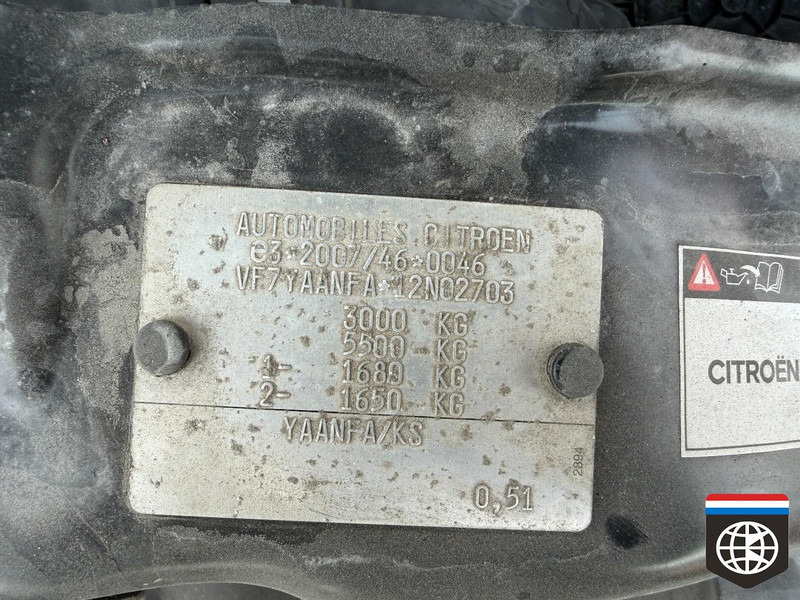 AUTOMOBILES CITROEN
e3*2007/46*0046
VF7YAANFA*12N02703
3000 KG
5500 KG
1- 1689 KG
2- 1650 KG
YAANFA/KS
2894
0,51
CITROËN